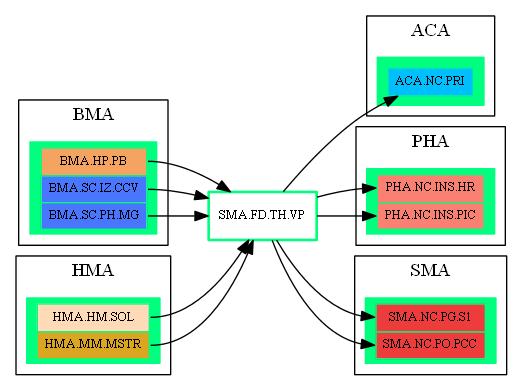 ACA
ACA.NC.PRI
BMA
BMA.HP.PB
BMA.SC.IZ.CCV
BMA.SC.PH.MG
SMA.FD.TH.VP
PHA
PHA.NC.INS.HR
PHA.NC.INS.PIC
HMA
HMA.HM.SOL
HMA.MM.MSTR
SMA
SMA.NC.PG.S1
SMA.NC.PO.PCC